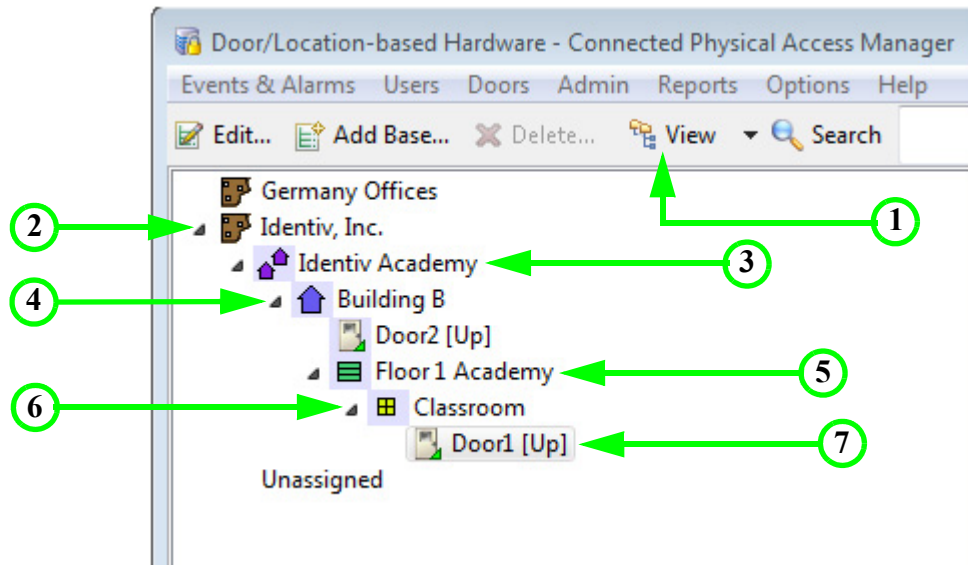 Door/Location-based Hardware - Connected Physical Access Manager
Events & Alarms Users Doors Admin Reports Options Help
Edit... Add Base... Delete... View Search
Germany Offices
1
2 Identiv, Inc.
Identiv Academy 3
4 Building B
Door2 [Up]
Floor 1 Academy 5
6 Classroom
Door1 [Up] 7
Unassigned